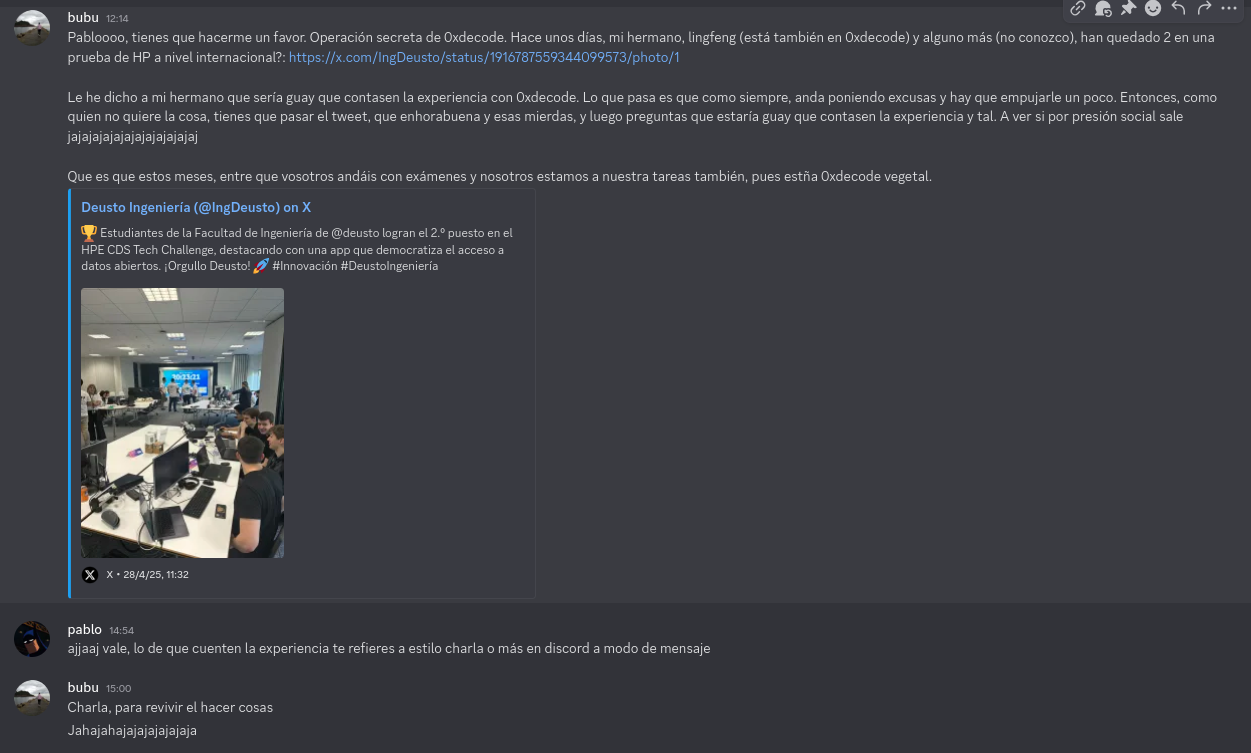 bubu 12:14
Pabloooo, tienes que hacerme un favor. Operación secreta de 0xdecode. Hace unos días, mi hermano, lingfeng (está también en 0xdecode) y alguno más (no conozco), han quedado 2 en una
prueba de HP a nivel internacional?: https://x.com/IngDeusto/status/1916787559344099573/photo/1
Le he dicho a mi hermano que sería guay que contasen la experiencia con 0xdecode. Lo que pasa es que como siempre, anda poniendo excusas y hay que empujarle un poco. Entonces, como
quien no quiere la cosa, tienes que pasar el tweet, que enhorabuena y esas mierdas, y luego preguntas que estaría guay que contasen la experiencia y tal. A ver si por presión social sale
jajajajajajajajajajajajaj
Que es que estos meses, entre que vosotros andáis con exámenes y nosotros estamos a nuestra tareas también, pues estña 0xdecode vegetal.
Deusto Ingeniería (@IngDeusto) on X
🏆 Estudiantes de la Facultad de Ingeniería de @deusto logran el 2.º puesto en el
HPE CDS Tech Challenge, destacando con una app que democratiza el acceso a
datos abiertos. ¡Orgullo Deusto! 🚀 #Innovación #DeustoIngeniería
X • 28/4/25, 11:32
pablo 14:54
ajjaaj vale, lo de que cuenten la experiencia te refieres a estilo charla o más en discord a modo de mensaje
bubu 15:00
Charla, para revivir el hacer cosas
Jahajahajajajajajajaja